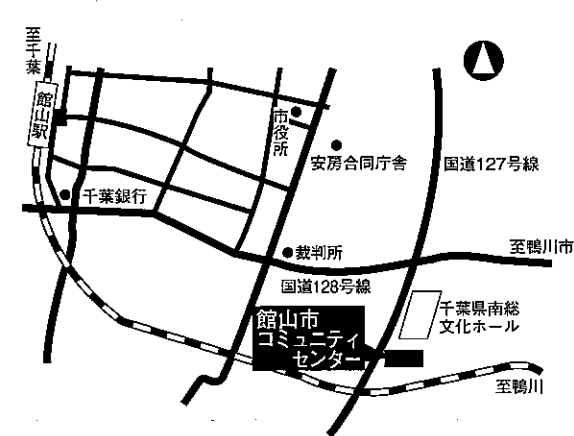 至千葉
館山駅
市役所
安房合同庁舎
国道127号線
千葉銀行
裁判所
至鴨川市
国道128号線
館山市
コミュニティ
センター
千葉県南総
文化ホール
至鴨川